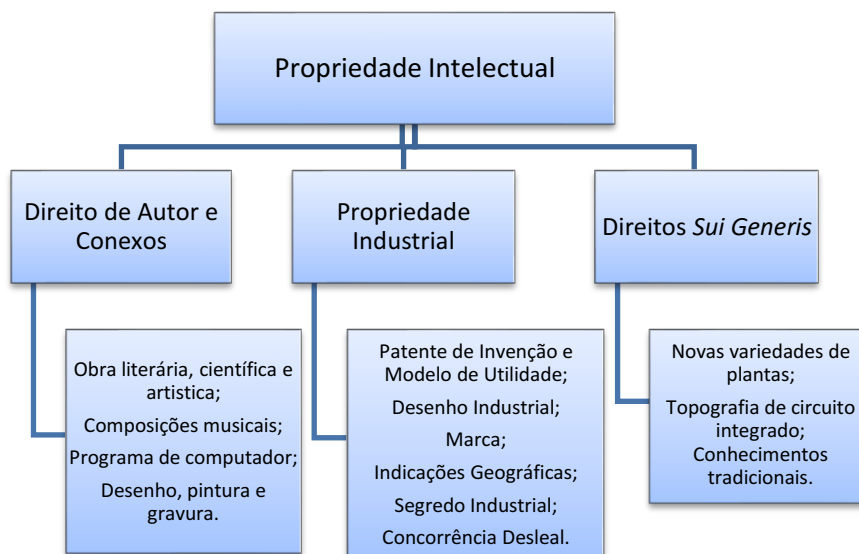 Propriedade Intelectual
Direito de Autor e
Conexos
Propriedade
Industrial
Direitos Sui Generis
Obra literária, científica e
artistica;
Composições musicais;
Programa de computador;
Desenho, pintura e
gravura.
Patente de Invenção e
Modelo de Utilidade;
Desenho Industrial;
Marca;
Indicações Geográficas;
Segredo Industrial;
Concorrência Desleal.
Novas variedades de
plantas;
Topografia de circuito
integrado;
Conhecimentos
tradicionais.